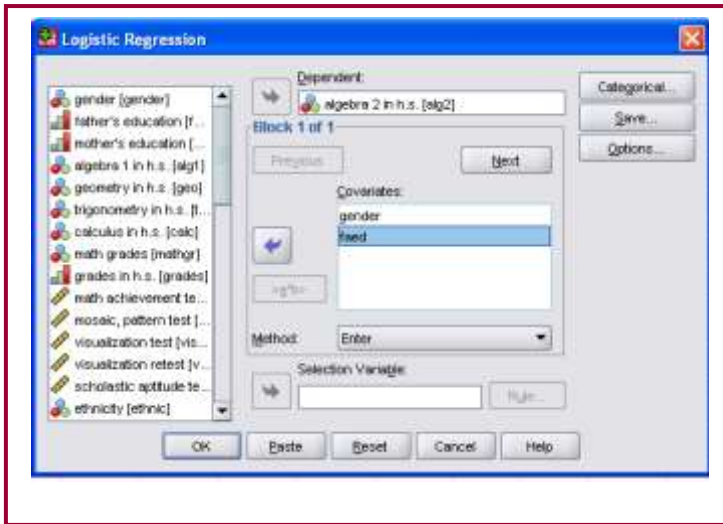 Logistic Regression
gender [gender]
father's education [f...
mother's education [...
algebra 1 in h.s. [alg1]
geometry in h.s. [geo]
trigonometry in h.s. [t...
calculus in h.s. [calc]
math grades [mathgr]
grades in h.s. [grades]
math achievement te...
mosaic, pattern test [...
visualization test [vis...
visualization retest [v...
scholastic aptitude te...
ethnicity [ethnic]
Dependent:
algebra 2 in h.s. [alg2]
Block 1 of 1
Previous
Next
Covariates:
gender
faed
>a*b>
Method:
Enter
Selection Variable:
Rule...
Categorical...
Save...
Options...
OK
Paste
Reset
Cancel
Help